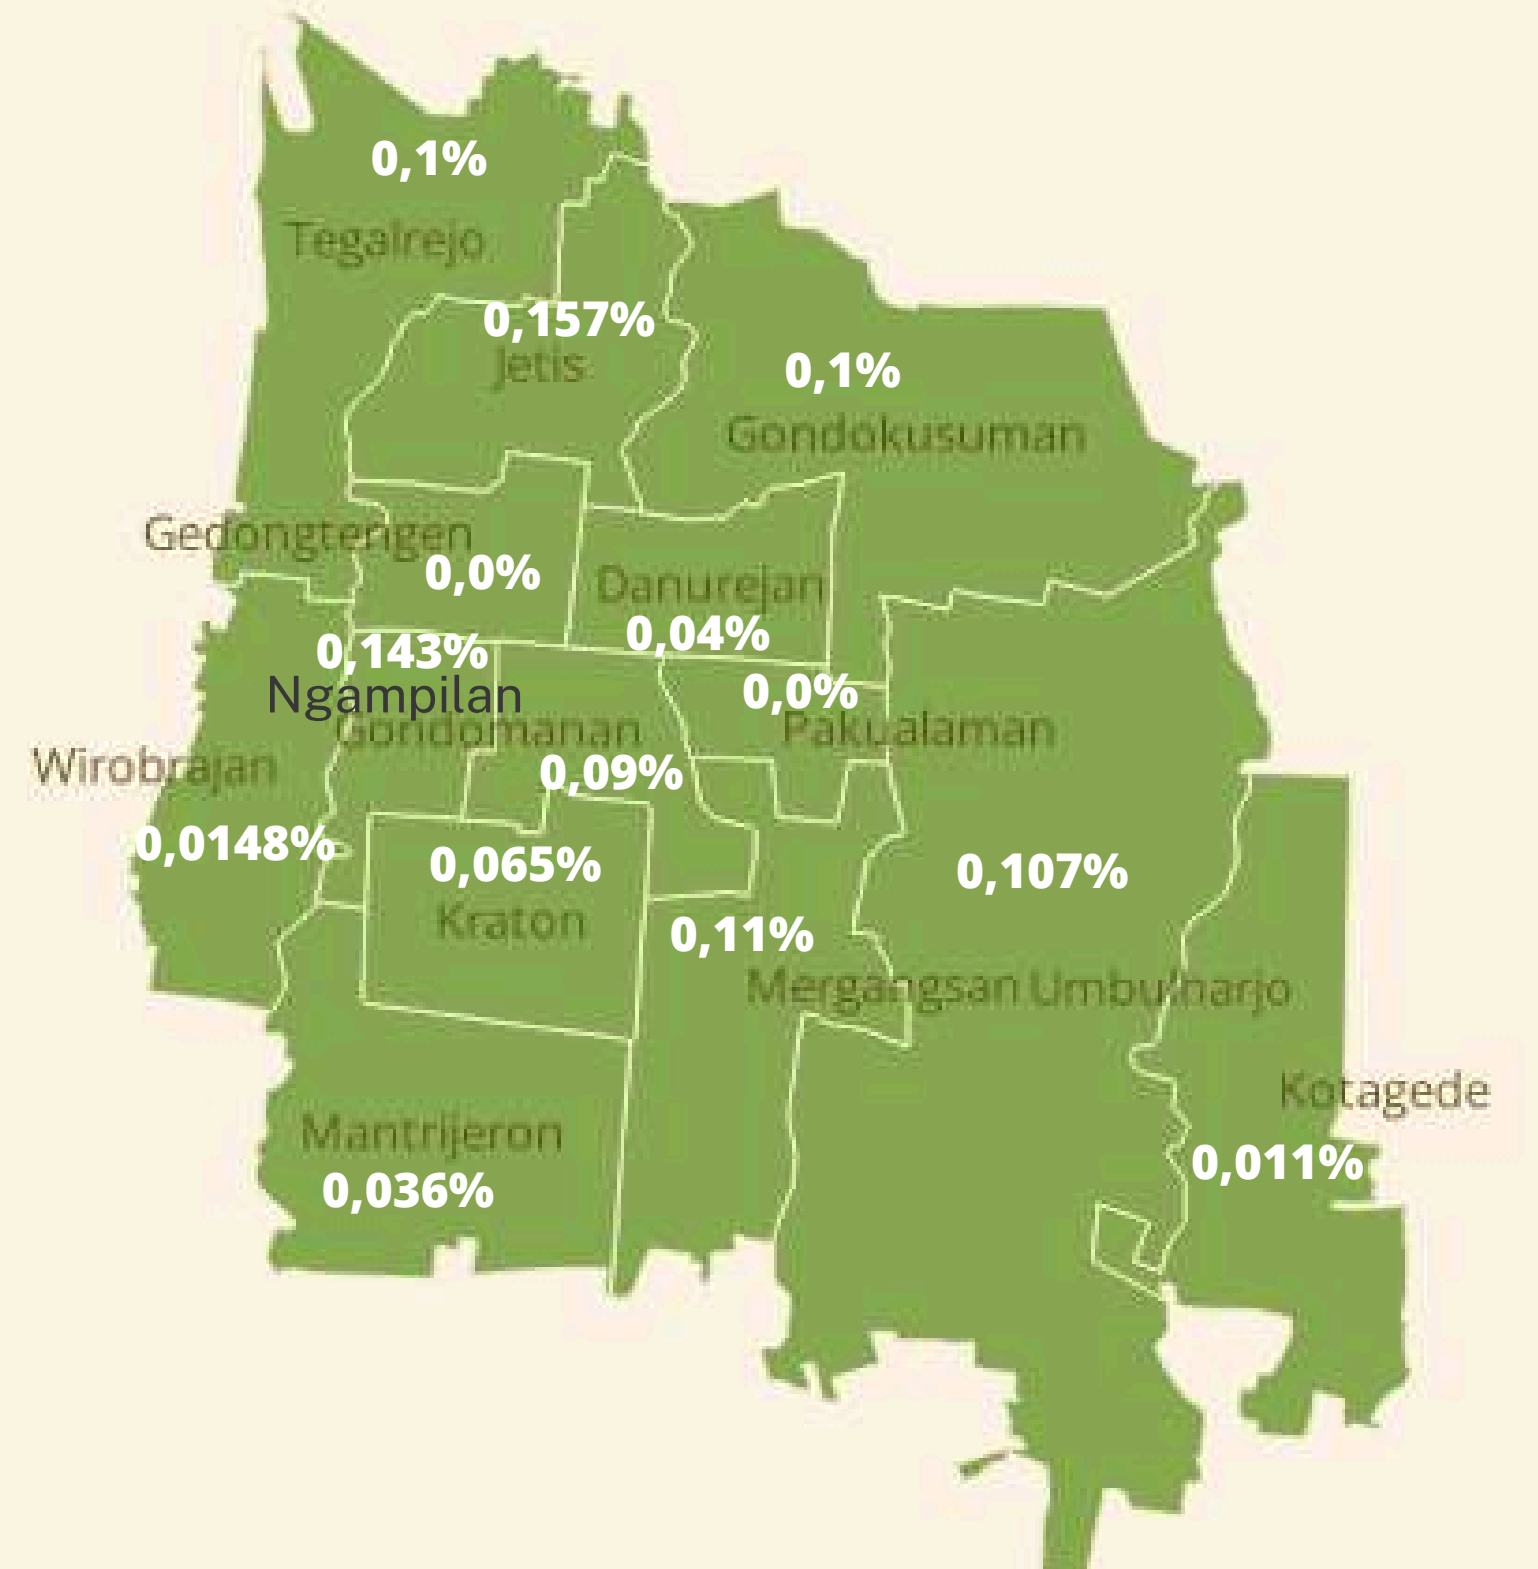 0,1%
Tegalrejo
0,157%
Jetis
0,1%
Gondokusuman
Gedongtengen
0,0%
Danurejan
0,04%
0,143%
Ngampilan
0,0%
Gondomanan
Pakualaman
Wirobrajan
0,09%
0,0148%
0,065%
0,107%
Kraton
0,11%
Mergangsan Umbulharjo
Kotagede
Mantrijeron
0,011%
0,036%